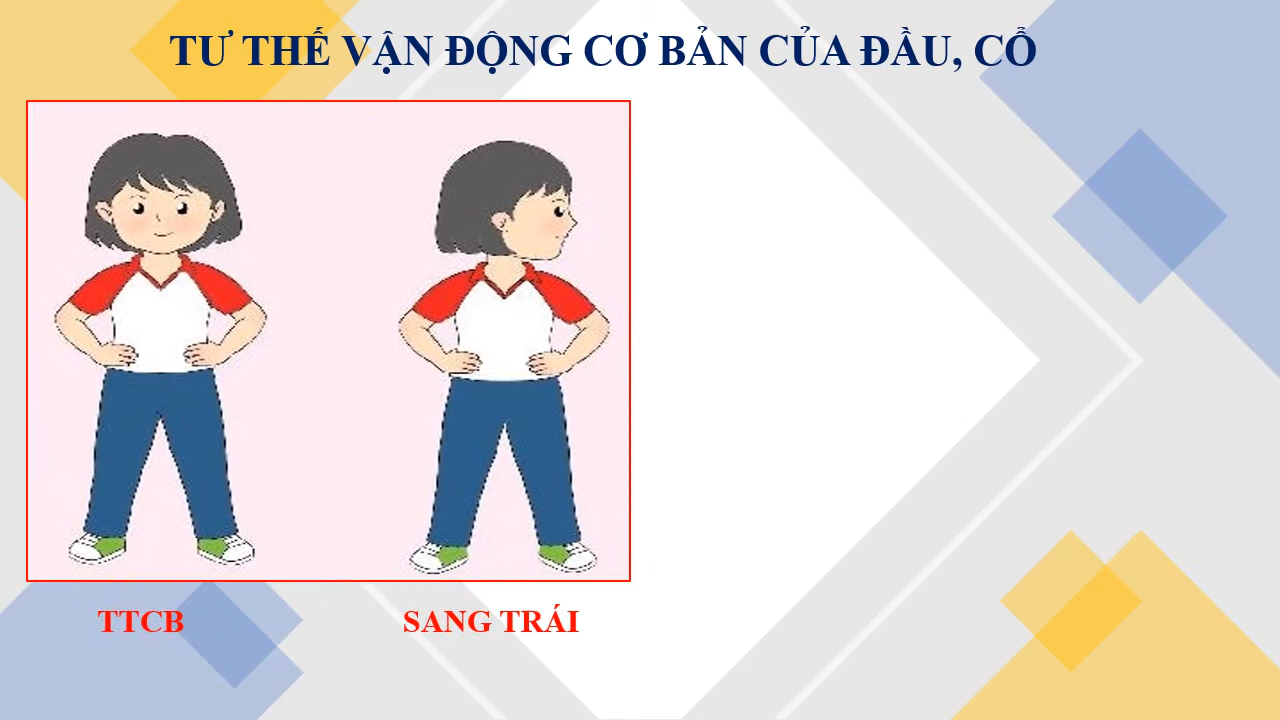 TƯ THẾ VẬN ĐỘNG CƠ BẢN CỦA ĐẦU, CỔ
TTCB
SANG TRÁI